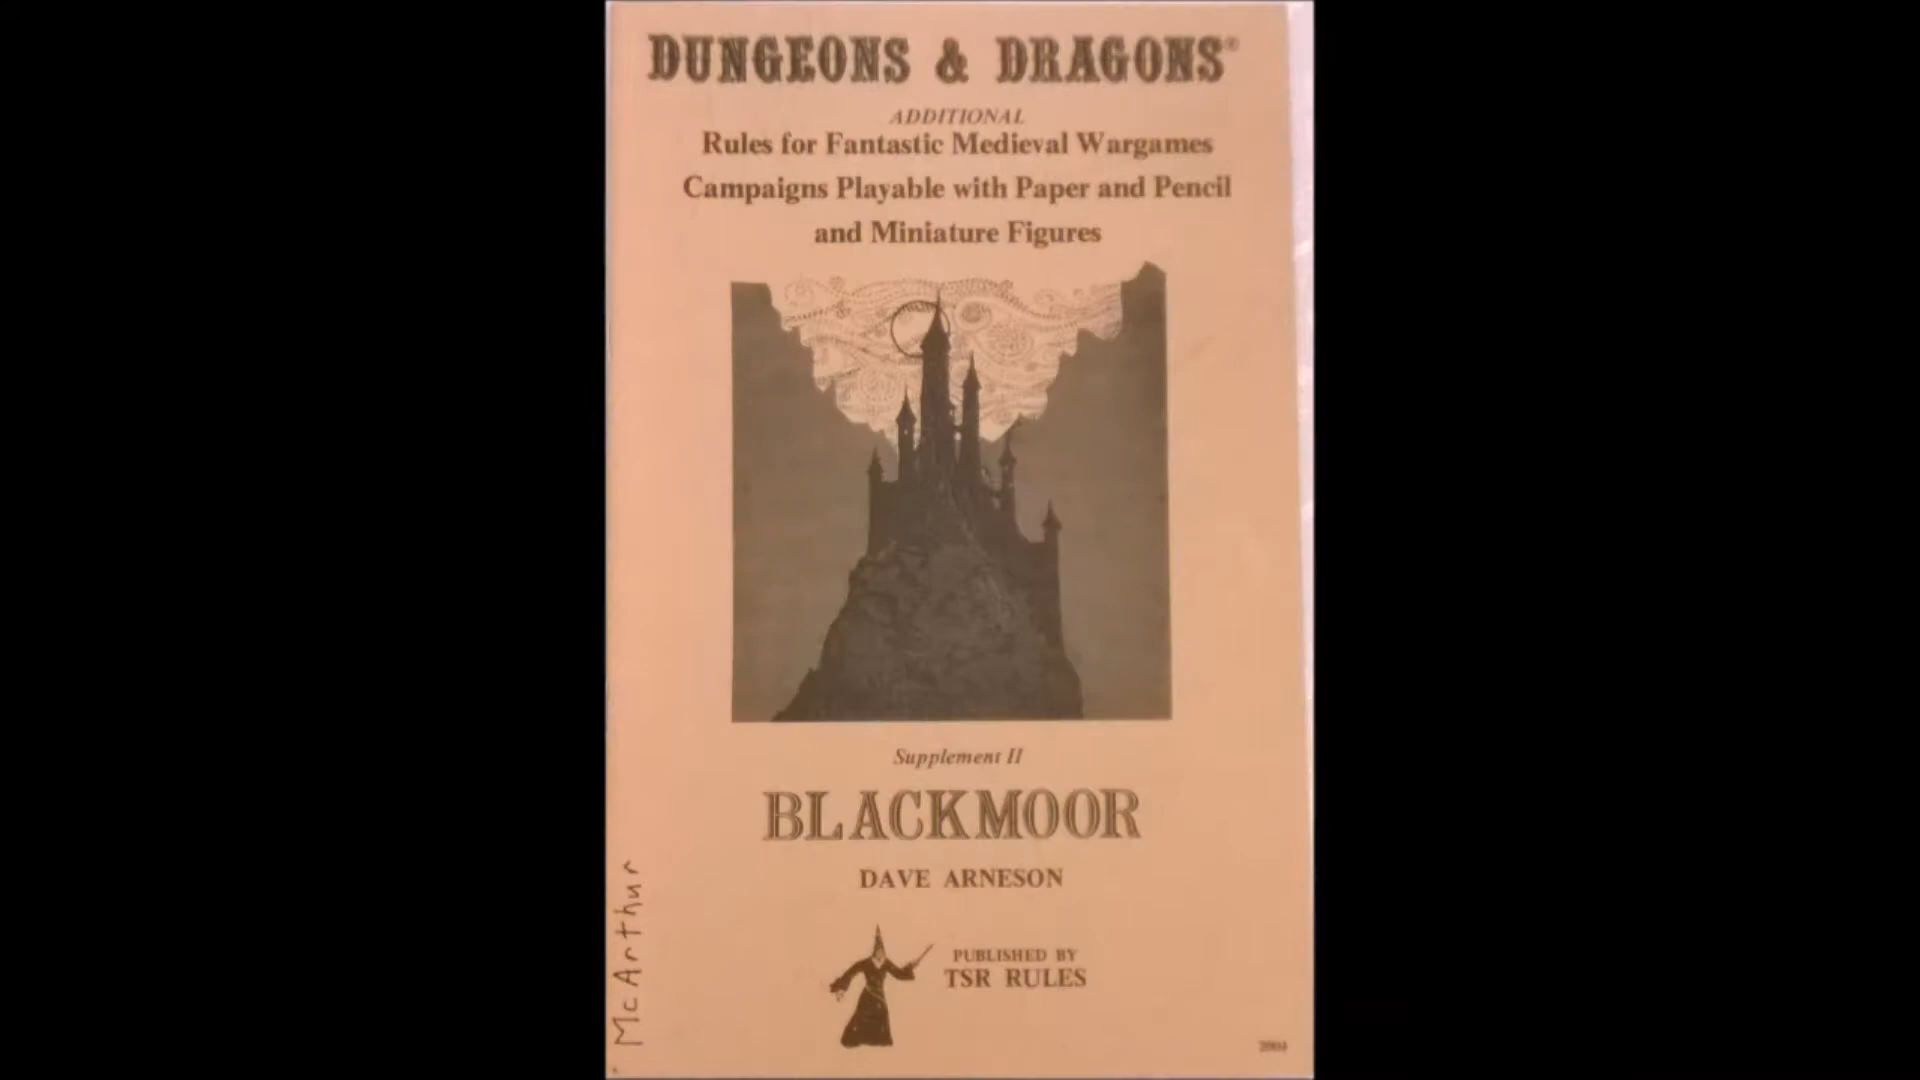 DUNGEONS & DRAGONS®
ADDITIONAL
Rules for Fantastic Medieval Wargames
Campaigns Playable with Paper and Pencil
and Miniature Figures
Supplement II
BLACKMOOR
DAVE ARNESON
PUBLISHED BY
TSR RULES
McArthur